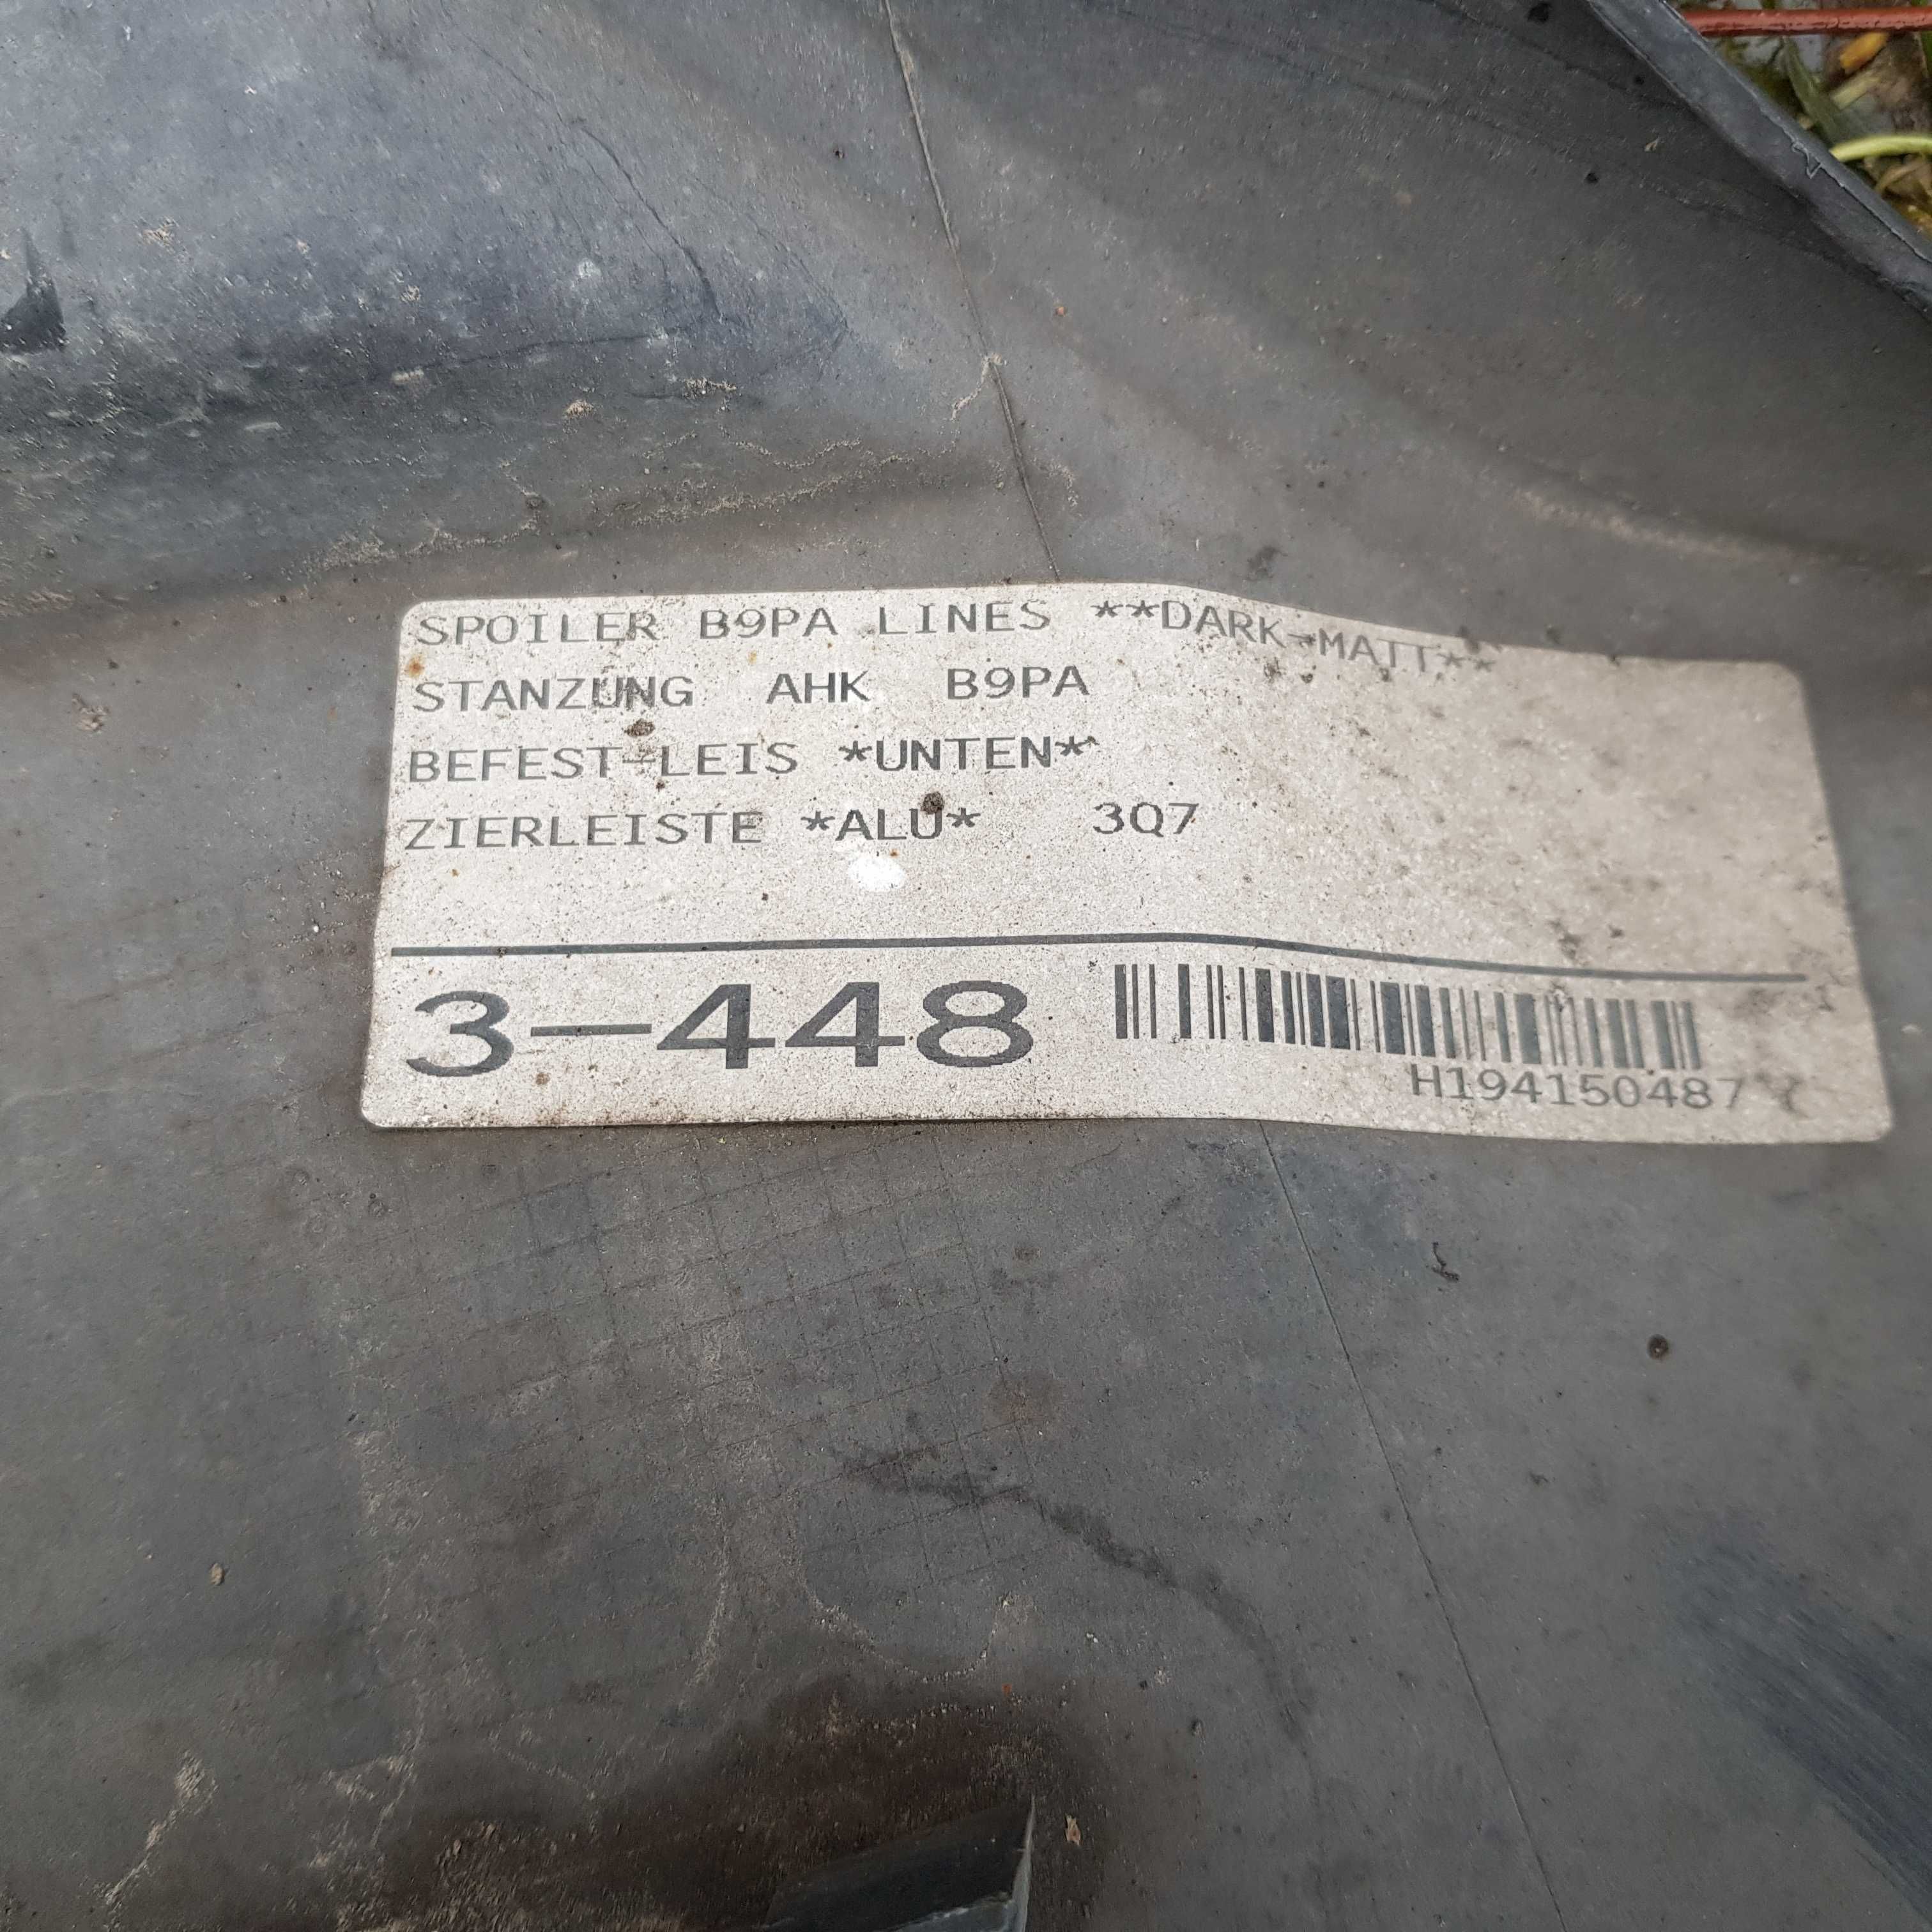 SPOILER B9PA LINES **DARK-MATT**
STANZUNG AHK B9PA
BEFEST-LEIS *UNTEN*
ZIERLEISTE *ALU* 3Q7
3-448
H194150487